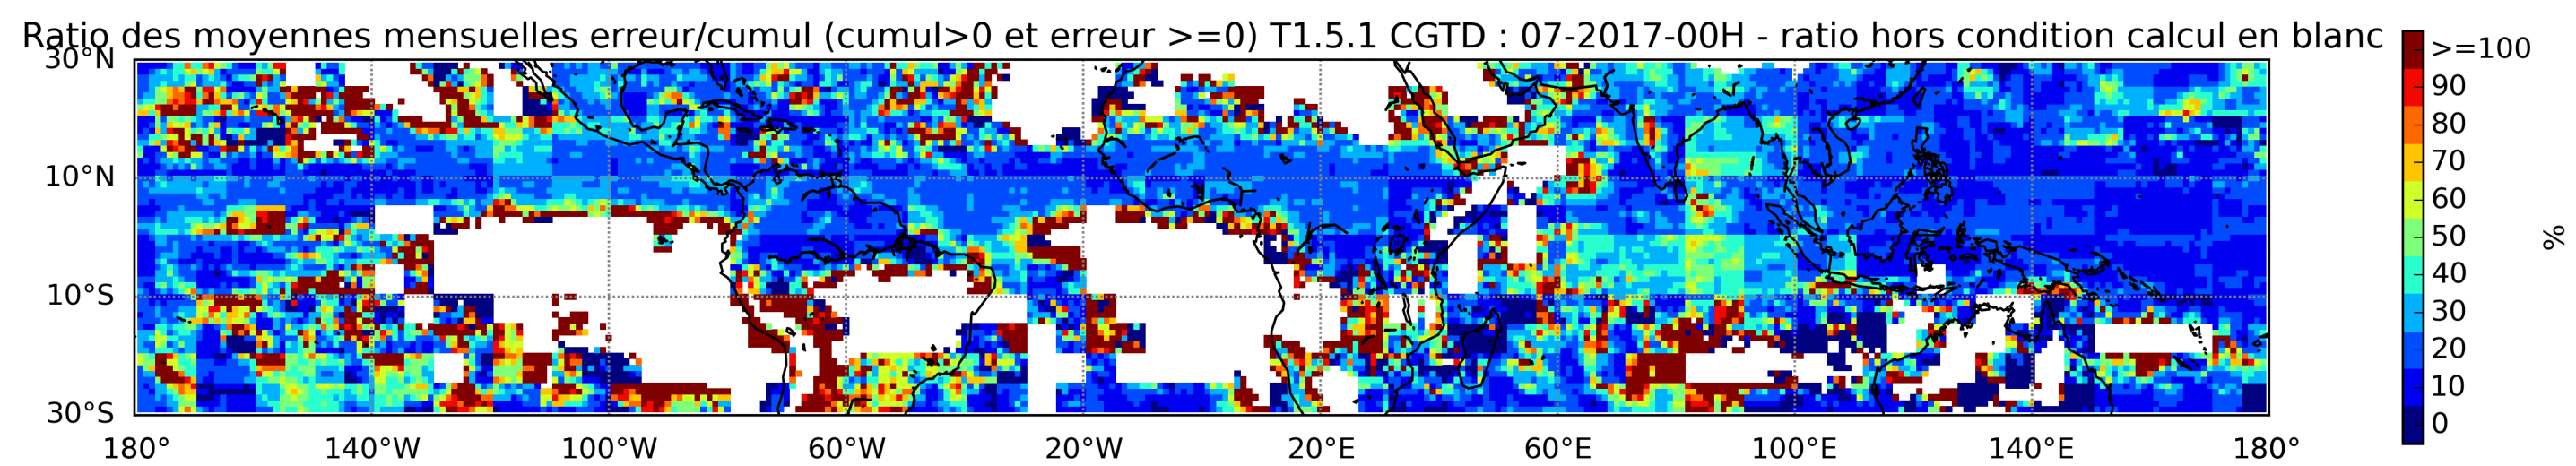 Ratio des moyennes mensuelles erreur/cumul (cumul>0 et erreur >=0) T1.5.1 CGTD : 07-2017-00H - ratio hors condition calcul en blanc
30°N
10°N
10°S
30°S
180° 140°W 100°W 60°W 20°W 20°E 60°E 100°E 140°E 180°
>=100
90
80
70
60
50
40
30
20
10
0
%